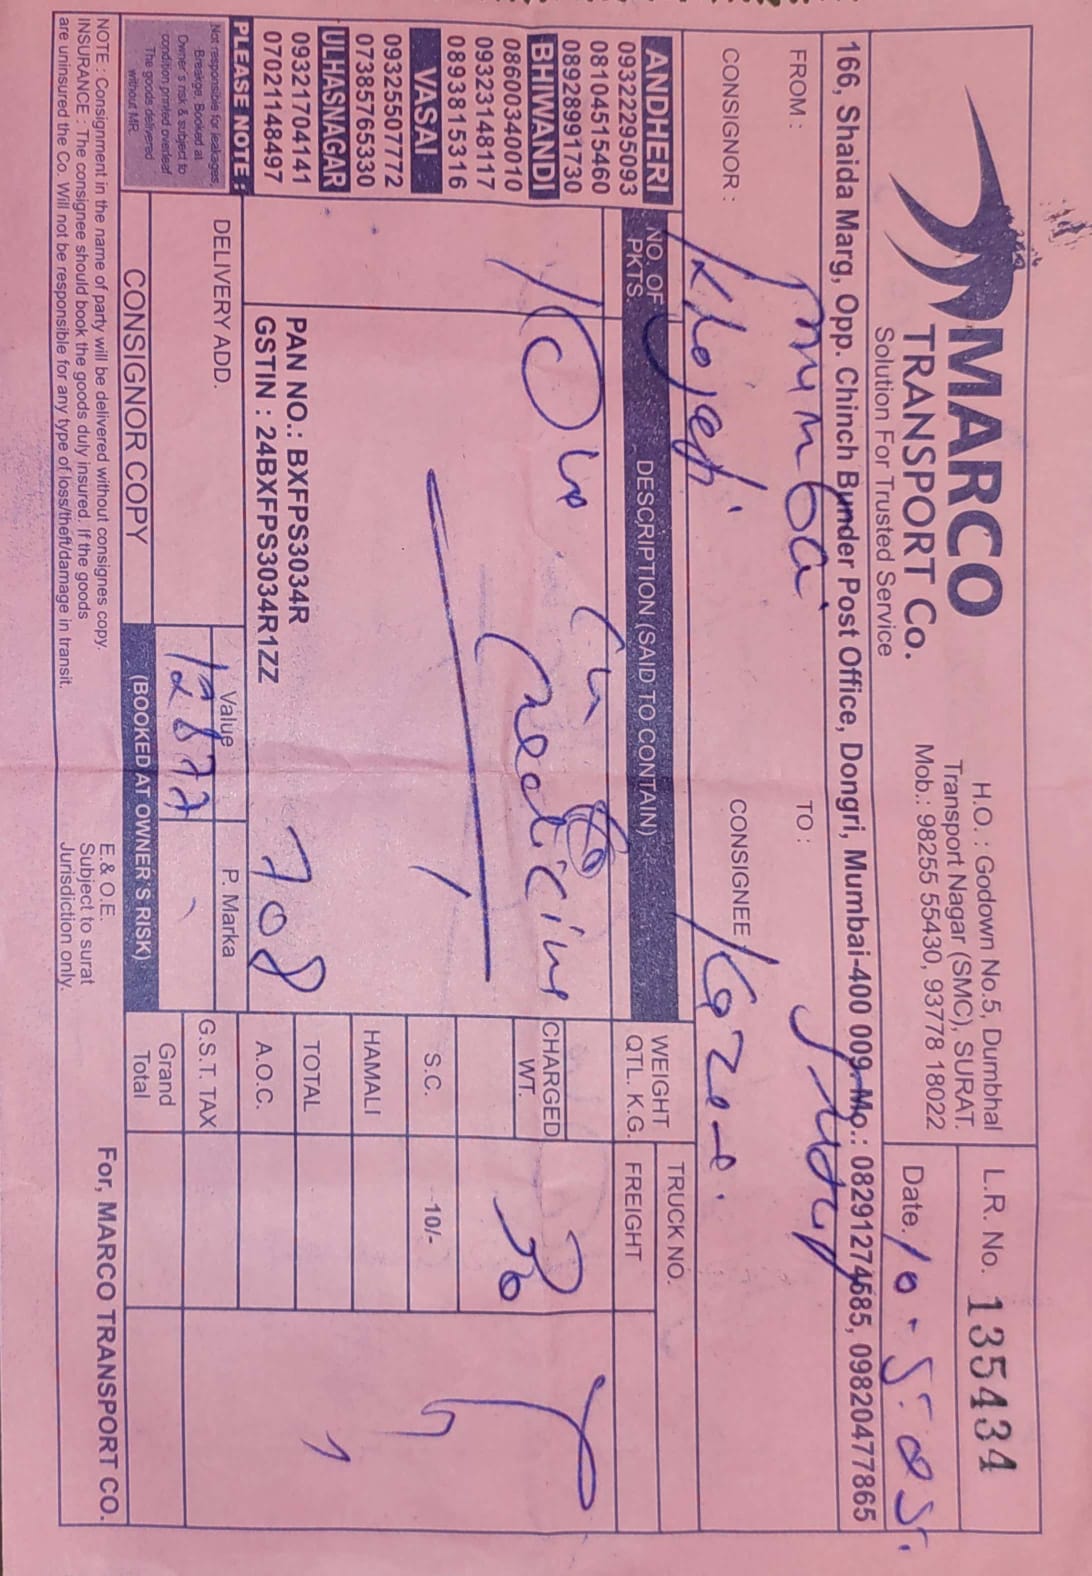 MARCO
TRANSPORT Co.
Solution For Trusted Service
H.O. : Godown No.5, Dumbhal
Transport Nagar (SMC), SURAT.
Mob.: 98255 55430, 93778 18022
L.R. No. 135434
Date. 10 - 5 -
166, Shaida Marg, Opp. Chinch Bunder Post Office, Dongri, Mumbai-400 009-Mo.: 08291274585, 09820477865
FROM : mumbai
TO :
CONSIGNOR :
CONSIGNEE
ANDHERI
09322295093
08104515460
08928991730
BHIWANDI
08600340010
09323148117
08938815316
VASAI
09325507772
07385765330
ULHASNAGAR
09321704141
07021148497
PLEASE NOTE :
Not responsible for leakages,
Breakge, Booked at
Owner's risk & subject to
condition printed overleaf
The goods delivered
without MR.
NO. OF
PKTS.
DESCRIPTION (SAID TO CONTAIN)
WEIGHT
QTL. K.G.
TRUCK NO.
FREIGHT
medicine
CHARGED
WT.
S.C. -10/-
HAMALI
TOTAL
A.O.C.
G.S.T. TAX
Grand
Total
PAN NO.: BXFPS3034R
GSTIN : 24BXFPS3034R1ZZ
708
DELIVERY ADD.
Value
12877
P. Marka
CONSIGNOR COPY
(BOOKED AT OWNER'S RISK)
NOTE : Consignment in the name of party will be delivered without consignes copy.
INSURANCE : The consignee should book the goods duly insured. If the goods
are uninsured the Co. Will not be responsible for any type of loss/theft/damage in transit.
E.& O.E.
Subject to surat
Jurisdiction only.
For, MARCO TRANSPORT CO.